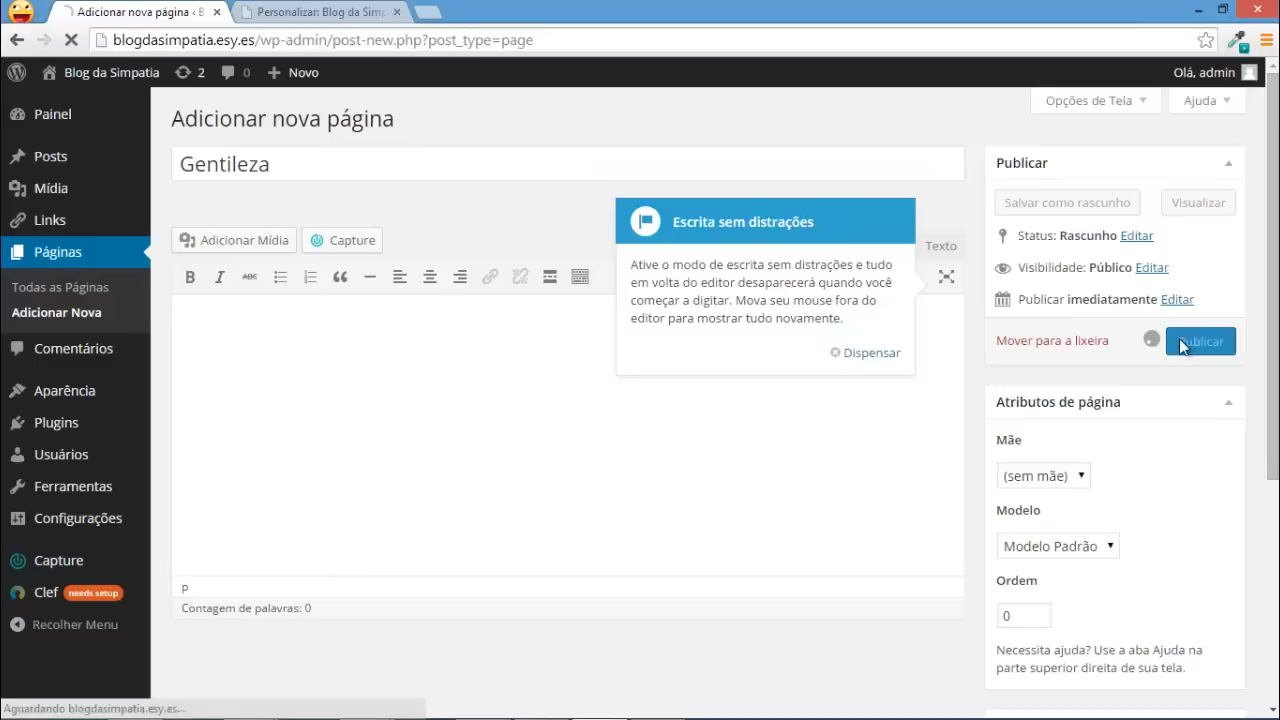 Adicionar nova página ‹ B
Personalizar: Blog da Simp
blogdasimpatia.esy.es/wp-admin/post-new.php?post_type=page
Blog da Simpatia
2
0
Novo
Olá, admin
Painel
Posts
Mídia
Links
Páginas
Todas as Páginas
Adicionar Nova
Comentários
Aparência
Plugins
Usuários
Ferramentas
Configurações
Capture
Clef needs setup
Recolher Menu
Opções de Tela
Ajuda
Adicionar nova página
Gentileza
Adicionar Mídia
Capture
Texto
B I ABC
Escrita sem distrações
Ative o modo de escrita sem distrações e tudo
em volta do editor desaparecerá quando você
começar a digitar. Mova seu mouse fora do
editor para mostrar tudo novamente.
Dispensar
p
Contagem de palavras: 0
Publicar
Salvar como rascunho
Visualizar
Status: Rascunho Editar
Visibilidade: Público Editar
Publicar imediatamente Editar
Mover para a lixeira
Publicar
Atributos de página
Mãe
(sem mãe)
Modelo
Modelo Padrão
Ordem
0
Necessita ajuda? Use a aba Ajuda na
parte superior direita de sua tela.
Aguardando blogdasimpatia.esy.es...